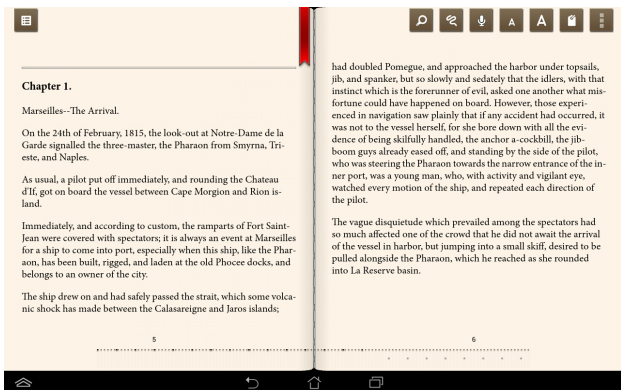 A
A
Chapter 1.
Marseilles--The Arrival.
On the 24th of February, 1815, the look-out at Notre-Dame de la
Garde signalled the three-master, the Pharaon from Smyrna, Tri-
este, and Naples.
As usual, a pilot put off immediately, and rounding the Chateau
d'If, got on board the vessel between Cape Morgion and Rion is-
land.
Immediately, and according to custom, the ramparts of Fort Saint-
Jean were covered with spectators; it is always an event at Marseilles
for a ship to come into port, especially when this ship, like the Phar-
aon, has been built, rigged, and laden at the old Phocee docks, and
belongs to an owner of the city.
The ship drew on and had safely passed the strait, which some volca-
nic shock has made between the Calasareigne and Jaros islands;
5
had doubled Pomegue, and approached the harbor under topsails,
jib, and spanker, but so slowly and sedately that the idlers, with that
instinct which is the forerunner of evil, asked one another what mis-
fortune could have happened on board. However, those experi-
enced in navigation saw plainly that if any accident had occurred, it
was not to the vessel herself, for she bore down with all the evi-
dence of being skilfully handled, the anchor a-cockbill, the jib-
boom guys already eased off, and standing by the side of the pilot,
who was steering the Pharaon towards the narrow entrance of the in-
ner port, was a young man, who, with activity and vigilant eye,
watched every motion of the ship, and repeated each direction of
the pilot.
The vague disquietude which prevailed among the spectators had
so much affected one of the crowd that he did not await the arrival
of the vessel in harbor, but jumping into a small skiff, desired to be
pulled alongside the Pharaon, which he reached as she rounded
into La Reserve basin.
6